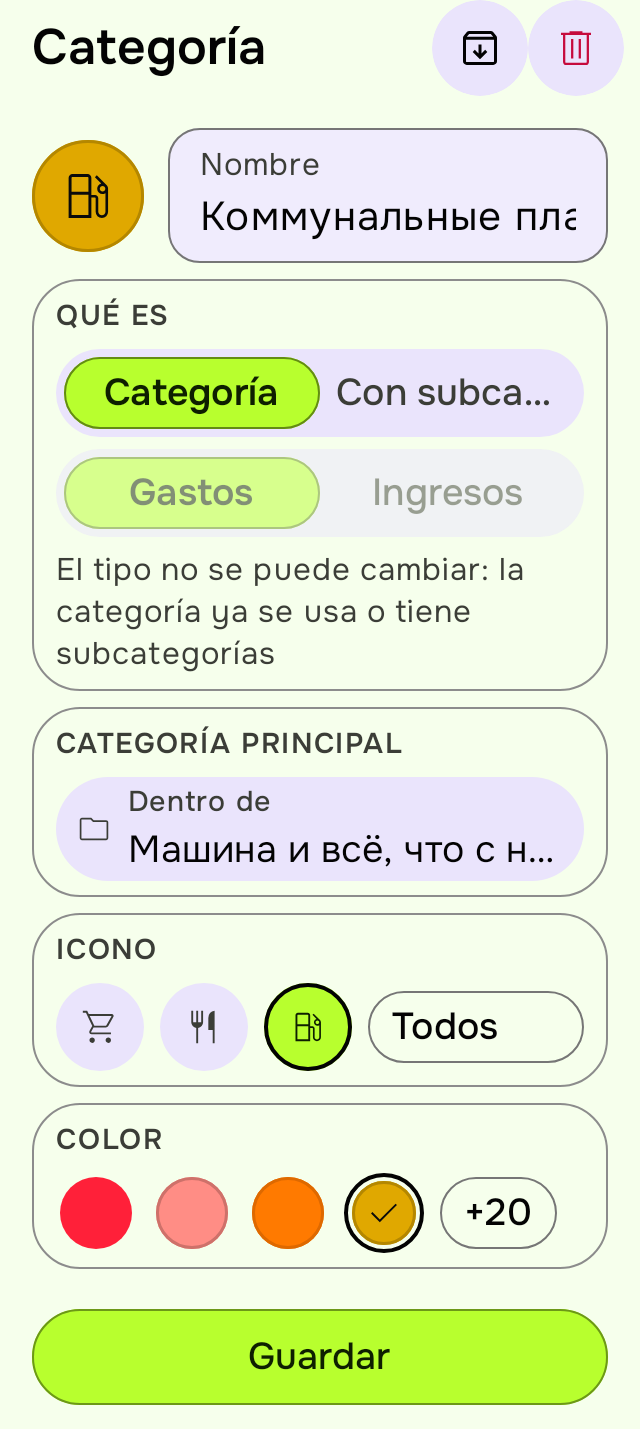 Categoría
Nombre
Коммунальные пла
QUÉ ES
Categoría
Con subca...
Gastos
Ingresos
El tipo no se puede cambiar: la
categoría ya se usa o tiene
subcategorías
CATEGORÍA PRINCIPAL
Dentro de
Машина и всё, что с н...
ICONO
Todos
COLOR
+20
Guardar